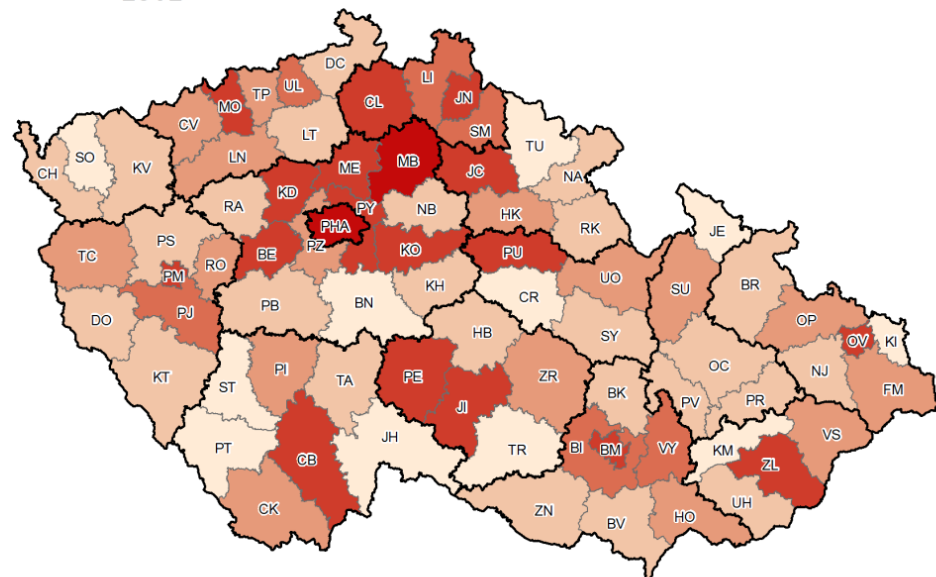 DC
LI
UL
TP
MO
CL
JN
CV
SM
LT
TU
SO
LN
ME
MB
KV
JC
CH
NA
KD
RA
PY
NB
HK
PHA
RK
JE
PS
TC
RO
BE
PZ
KO
PU
PM
UO
SU
BR
KH
CR
PJ
PB
BN
OP
DO
HB
SY
OV
KI
KT
ST
PI
TA
PE
ZR
OC
NJ
FM
BK
PV
PR
JI
VS
PT
JH
TR
BI
BM
VY
KM
CB
ZL
UH
CK
ZN
BV
HO